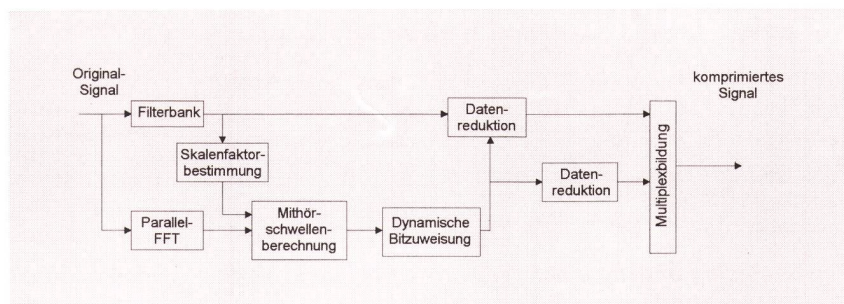 Original-
Signal
komprimiertes
Signal
Filterbank
Daten-
reduktion
Skalenfaktor-
bestimmung
Daten-
reduktion
Multiplexbildung
Parallel-
FFT
Mithör-
schwellen-
berechnung
Dynamische
Bitzuweisung